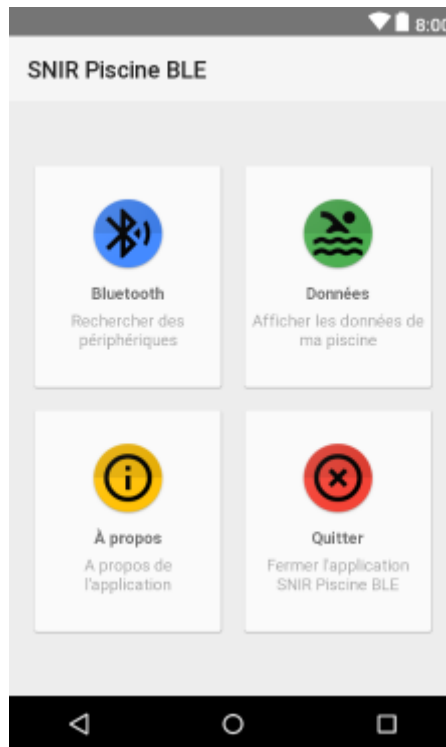 8:00
SNIR Piscine BLE
Bluetooth
Rechercher des
périphériques
Données
Afficher les données de
ma piscine
À propos
A propos de
l'application
Quitter
Fermer l'application
SNIR Piscine BLE